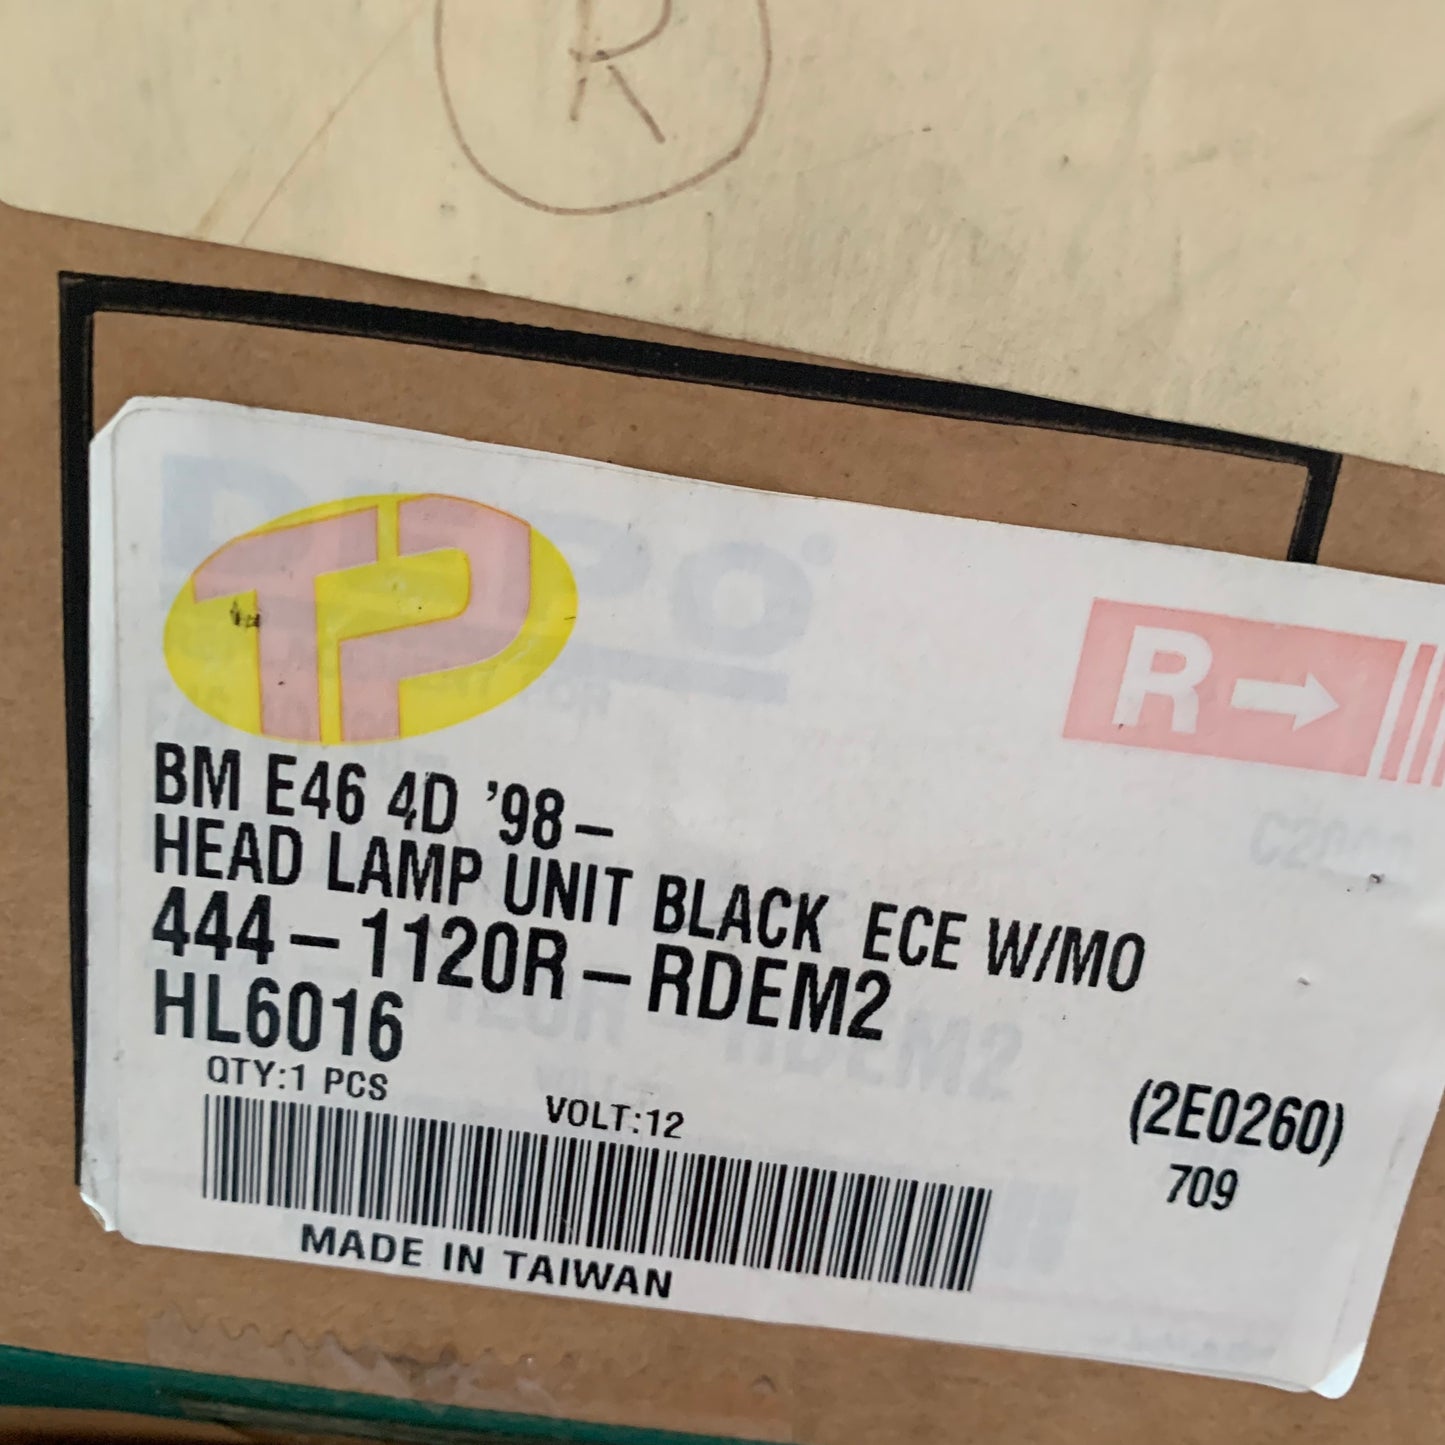 R
TP
R →
BM E46 4D '98–
HEAD LAMP UNIT BLACK ECE W/MO
444–1120R–RDEM2
HL6016
QTY:1 PCS
VOLT:12
(2E0260)
709
MADE IN TAIWAN